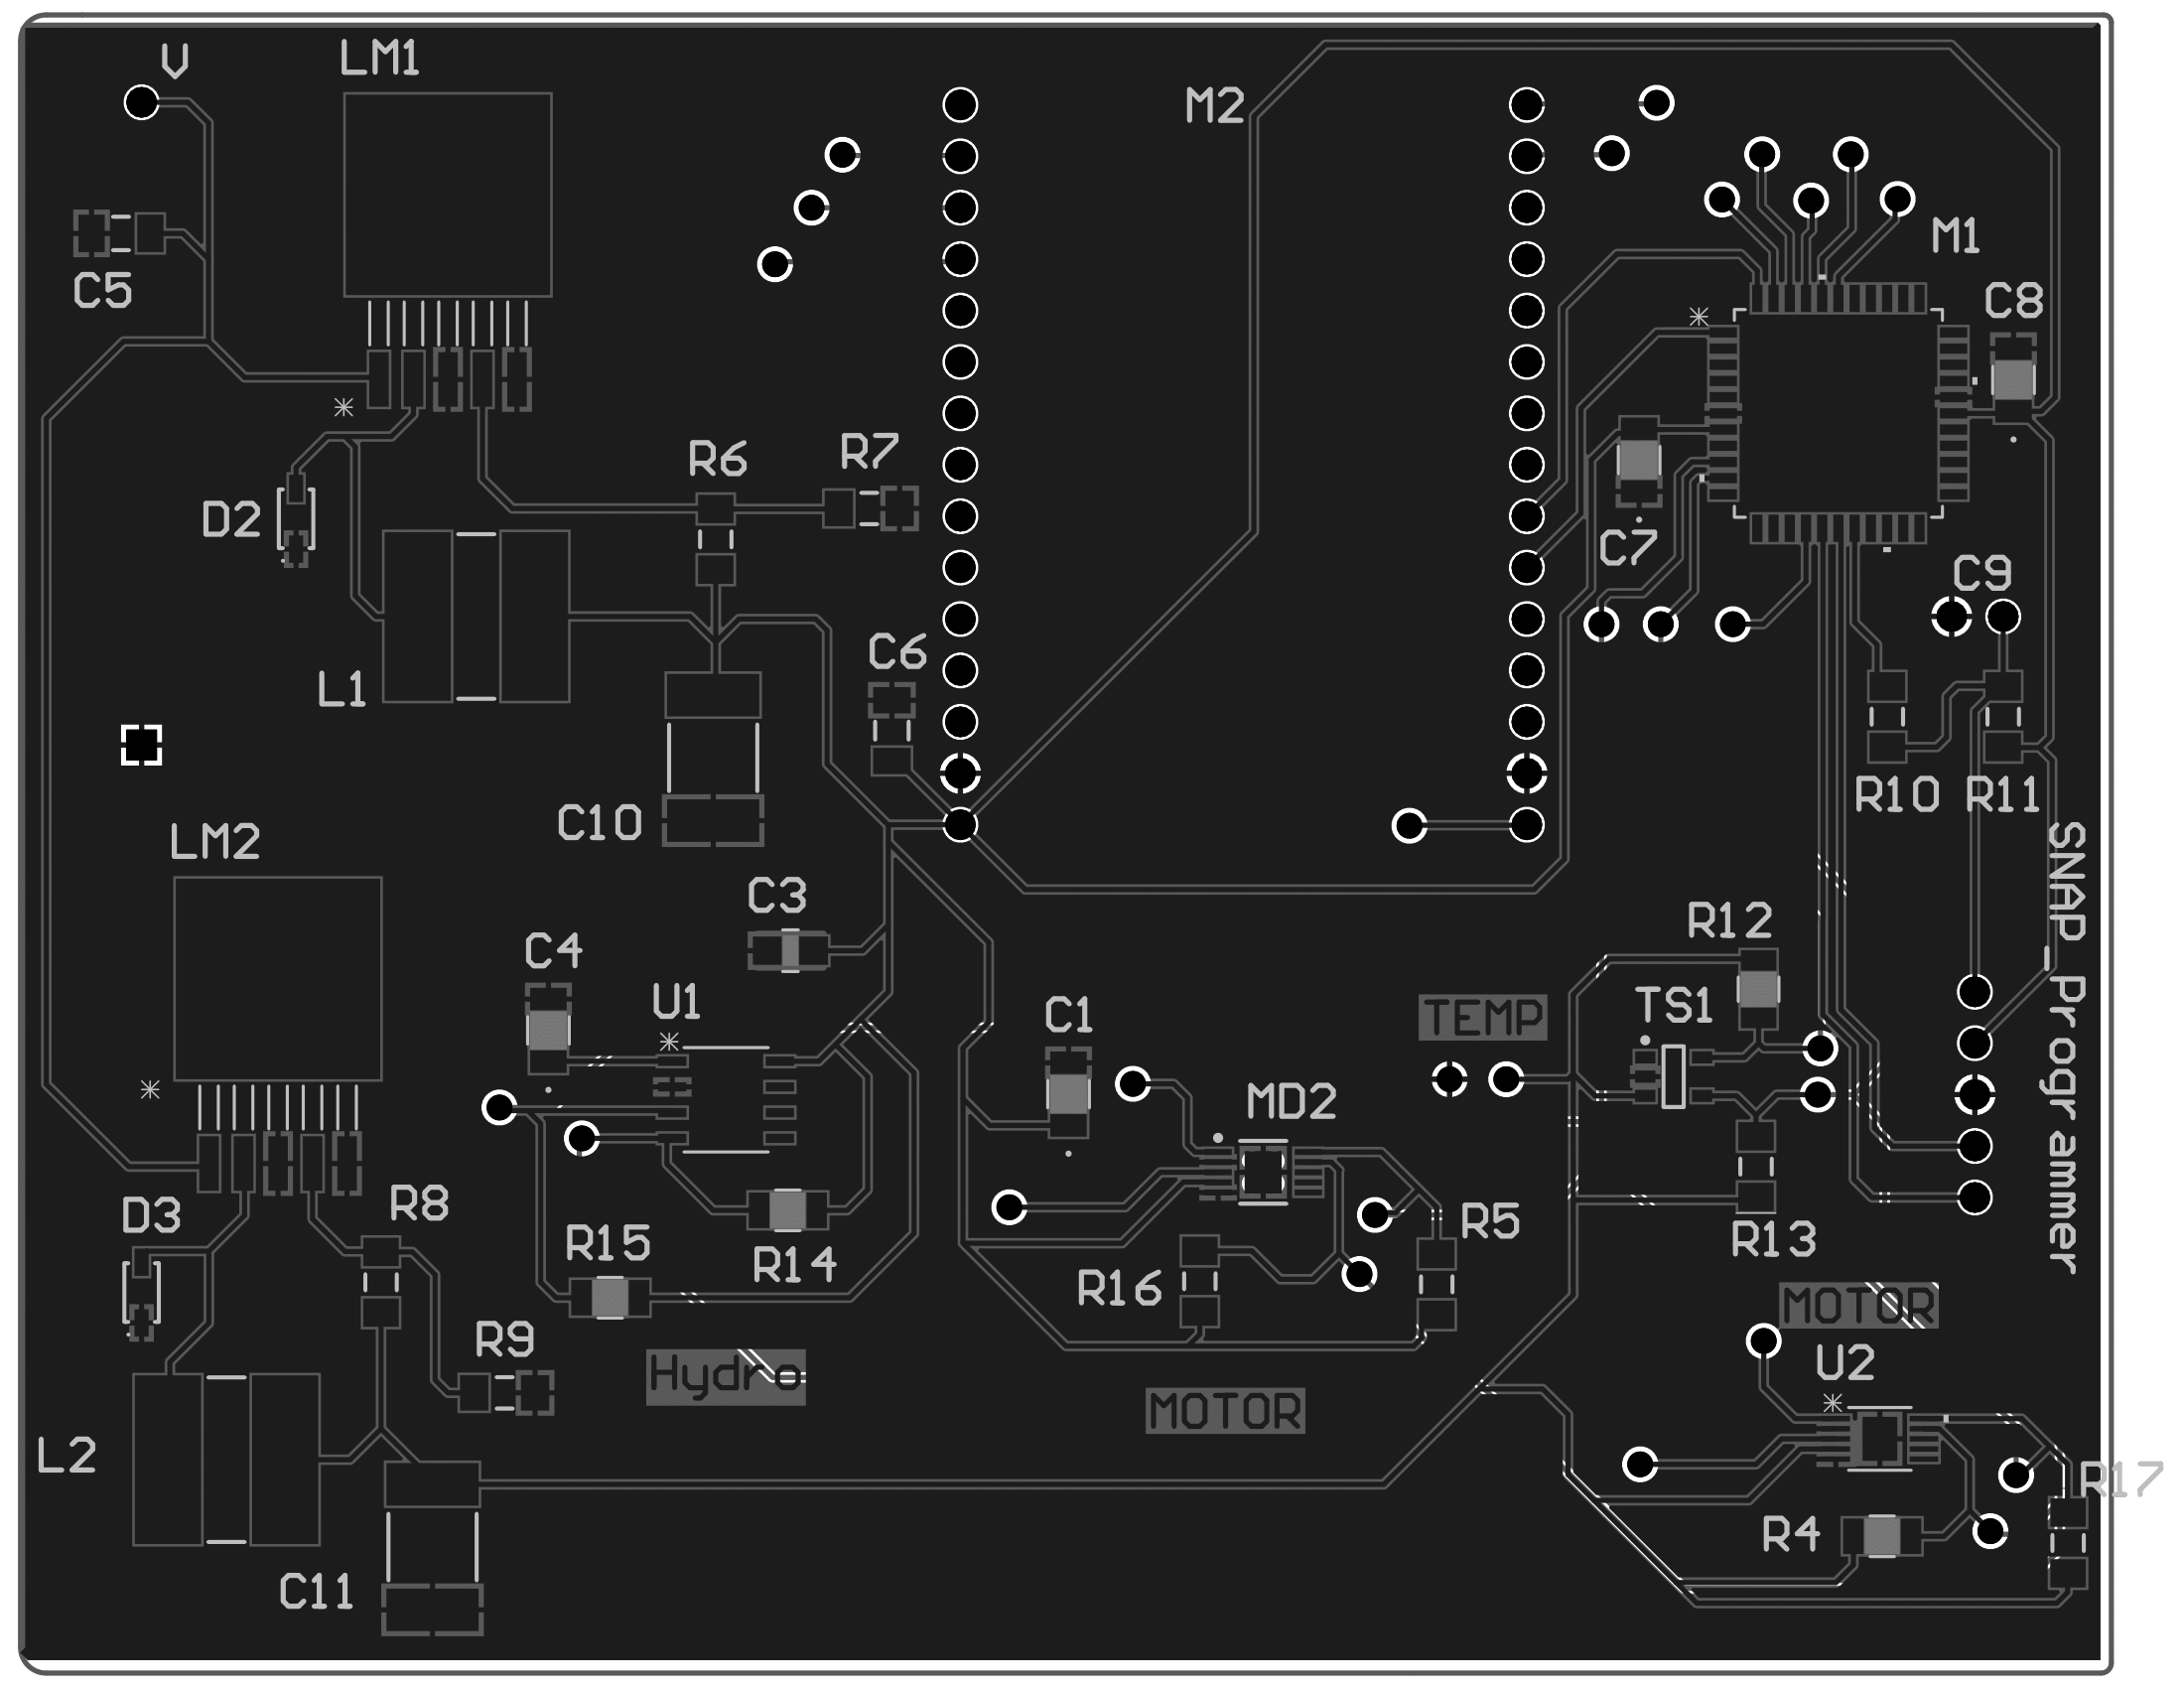 V
LM1
M2
M1
C5
C8
R6
R7
D2
C7
C9
C6
L1
R10
R11
C10
LM2
SNAP Programmer
C3
R12
C4
U1
C1
TEMP
TS1
MD2
R8
D3
R5
R15
R14
R13
R16
MOTOR
R9
U2
Hydro
MOTOR
L2
R17
R4
C11